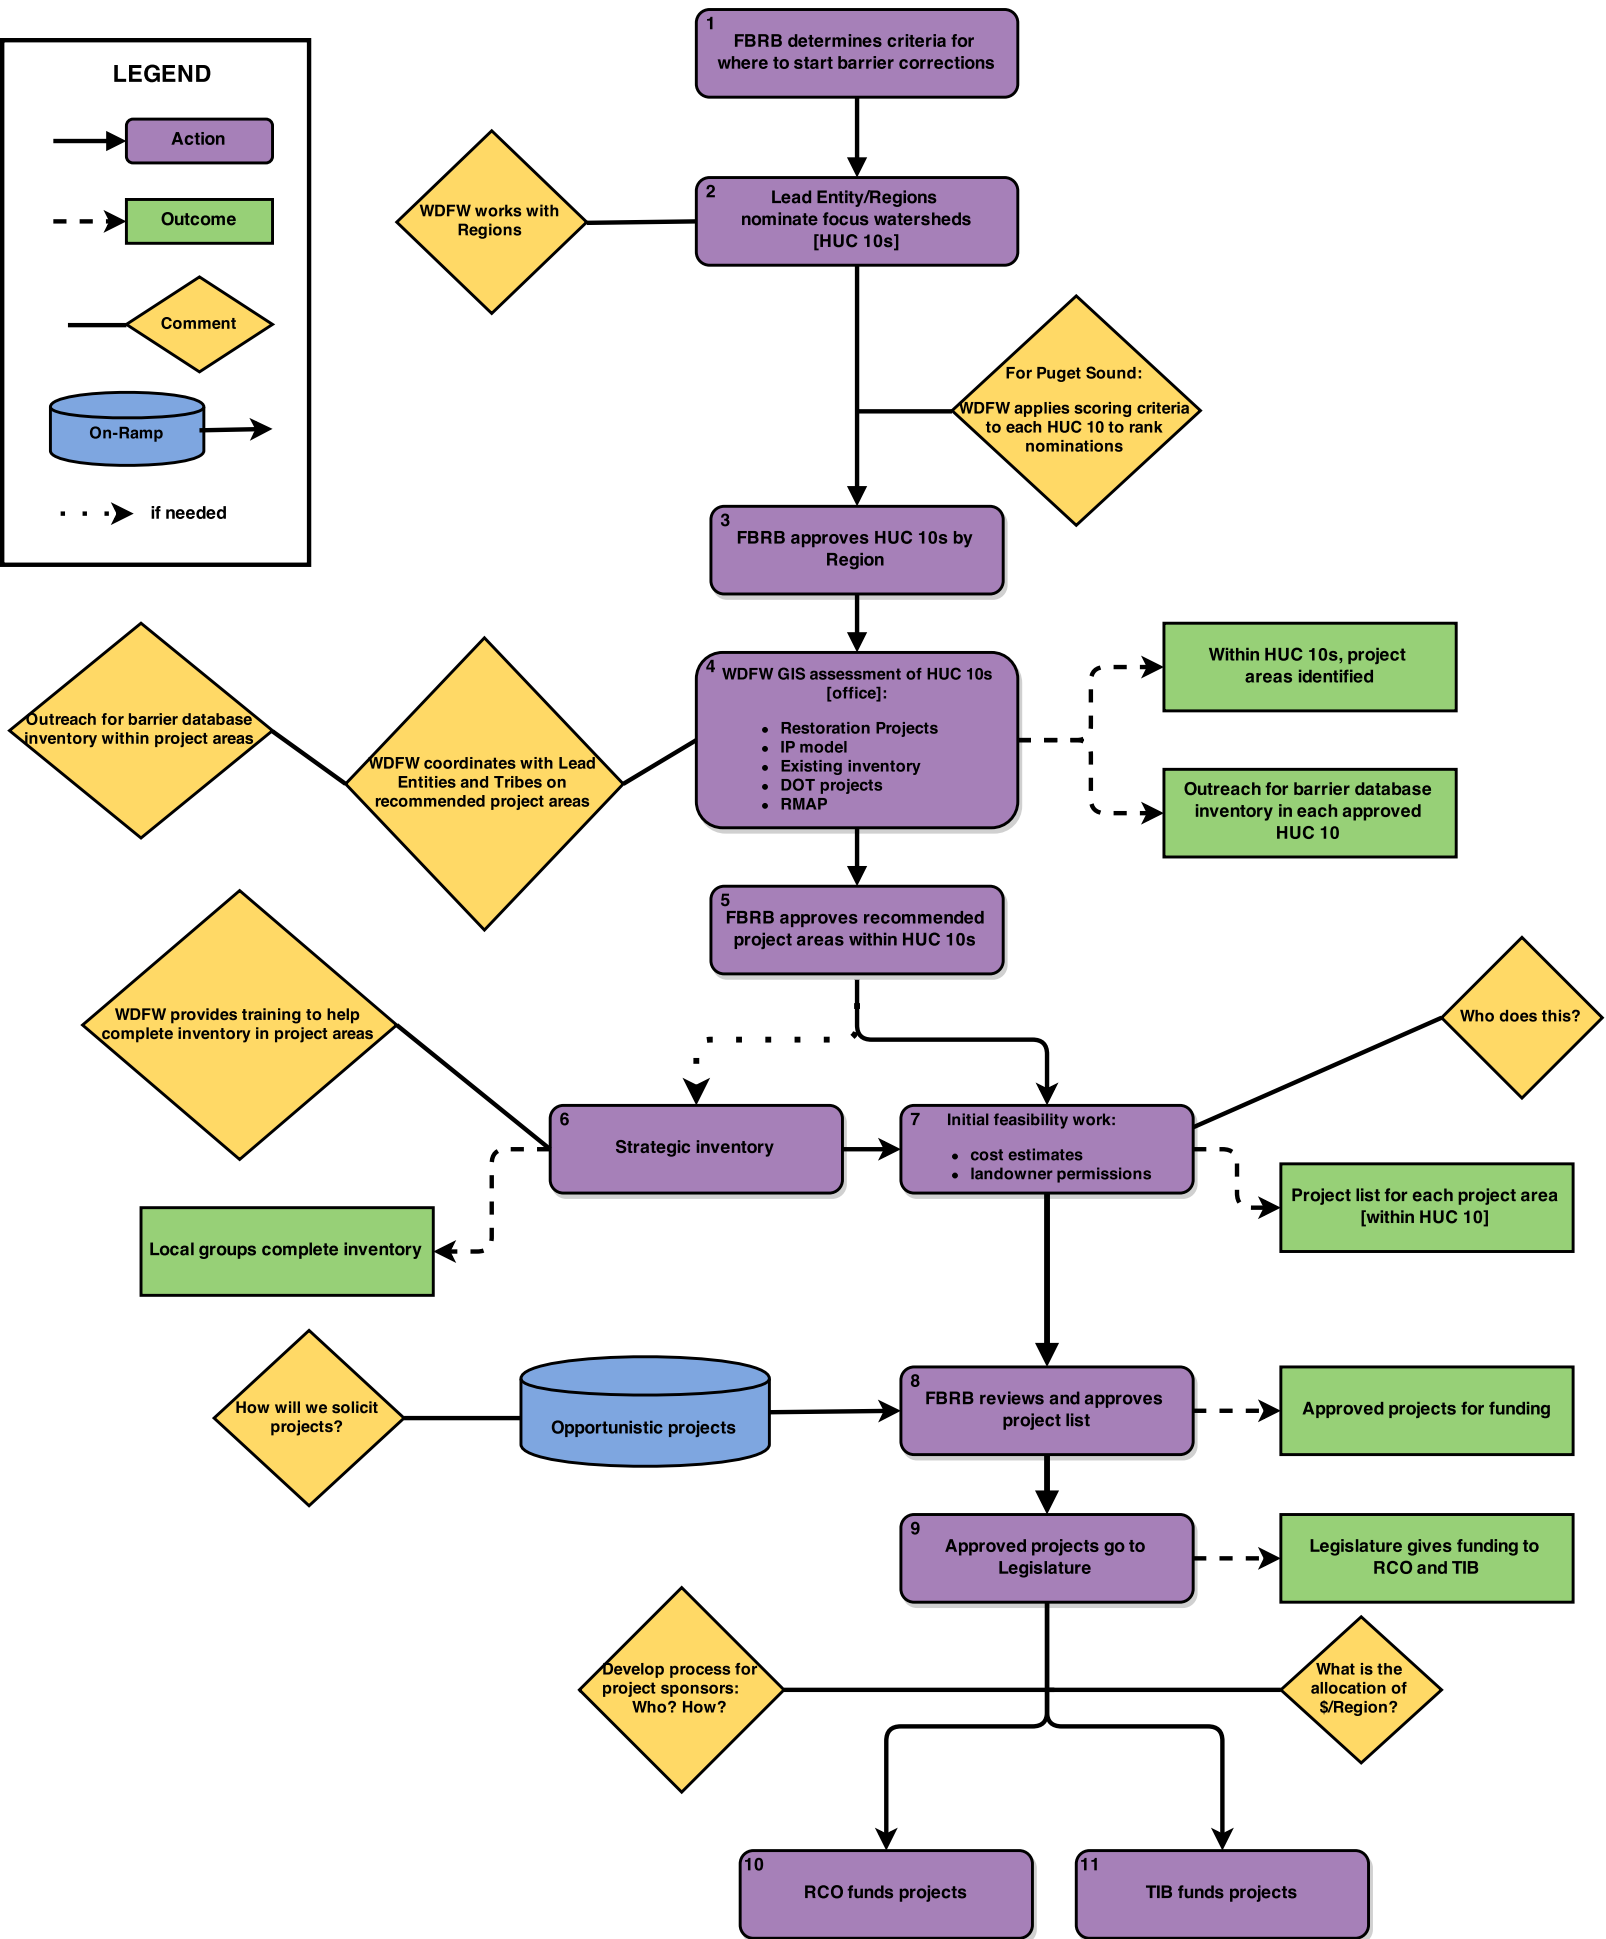 LEGEND
Action
Outcome
Comment
On-Ramp
if needed
1
FBRB determines criteria for
where to start barrier corrections
WDFW works with
Regions
2
Lead Entity/Regions
nominate focus watersheds
[HUC 10s]
For Puget Sound:
WDFW applies scoring criteria
to each HUC 10 to rank
nominations
3
FBRB approves HUC 10s by
Region
Outreach for barrier database
inventory within project areas
WDFW coordinates with Lead
Entities and Tribes on
recommended project areas
4
WDFW GIS assessment of HUC 10s
[office]:
• Restoration Projects
• IP model
• Existing inventory
• DOT projects
• RMAP
Within HUC 10s, project
areas identified
Outreach for barrier database
inventory in each approved
HUC 10
5
FBRB approves recommended
project areas within HUC 10s
WDFW provides training to help
complete inventory in project areas
Who does this?
6
Strategic inventory
7
Initial feasibility work:
• cost estimates
• landowner permissions
Local groups complete inventory
Project list for each project area
[within HUC 10]
How will we solicit
projects?
Opportunistic projects
8
FBRB reviews and approves
project list
Approved projects for funding
9
Approved projects go to
Legislature
Legislature gives funding to
RCO and TIB
Develop process for
project sponsors:
Who? How?
What is the
allocation of
$/Region?
10
RCO funds projects
11
TIB funds projects